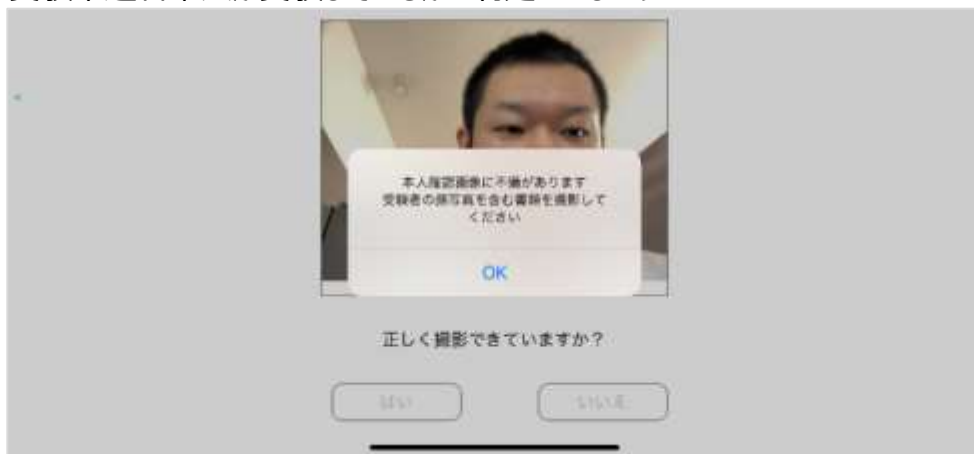 本人確認画像に不備があります
受験者の顔写真を含む書類を撮影して
ください
OK
正しく撮影できていますか?
はい
いいえ